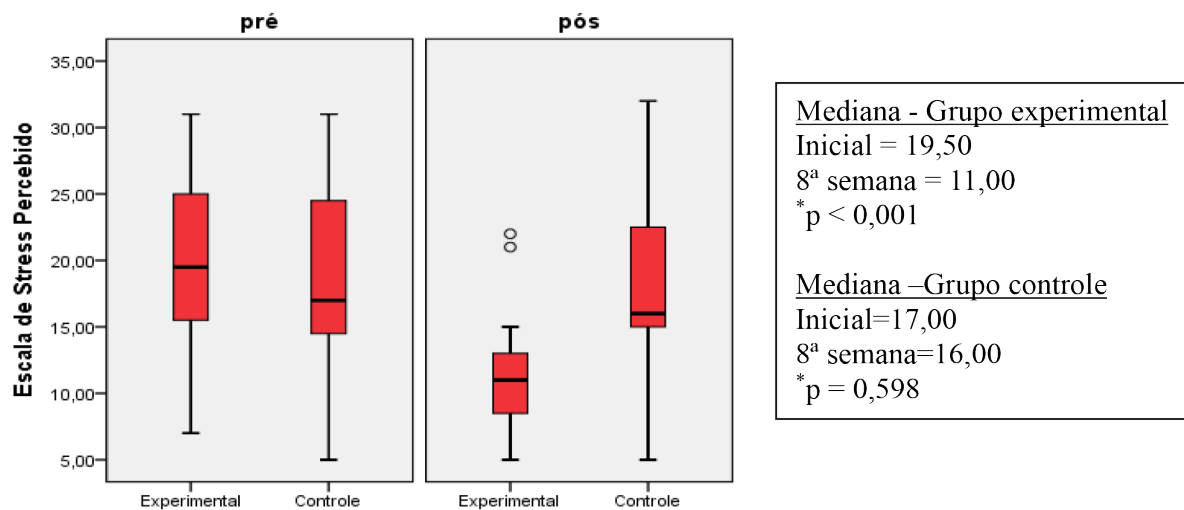 pré
pós
Escala de Stress Percebido
35,00
30,00
25,00
20,00
15,00
10,00
5,00
Experimental
Controle
Experimental
Controle
Mediana - Grupo experimental
Inicial = 19,50
8ª semana = 11,00
*p < 0,001
Mediana –Grupo controle
Inicial=17,00
8ª semana=16,00
*p = 0,598